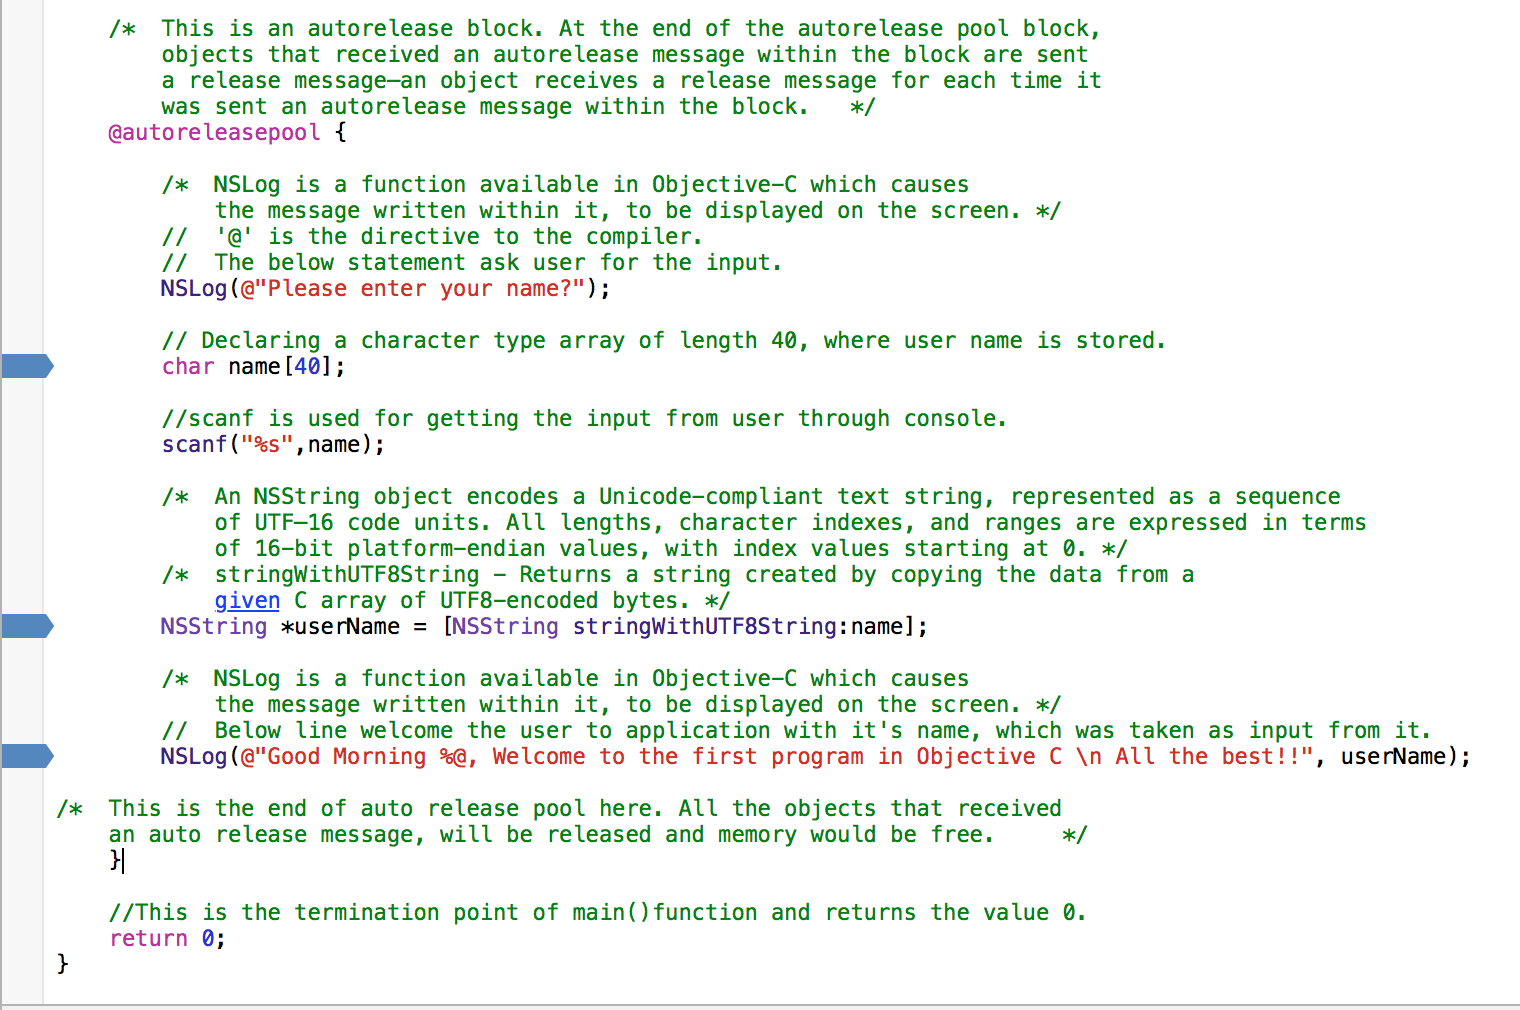 /*  This is an autorelease block. At the end of the autorelease pool block,
    objects that received an autorelease message within the block are sent
    a release message—an object receives a release message for each time it
    was sent an autorelease message within the block.   */
@autoreleasepool {
/*  NSLog is a function available in Objective-C which causes
    the message written within it, to be displayed on the screen. */
//  '@' is the directive to the compiler.
//  The below statement ask user for the input.
NSLog(@"Please enter your name?");
// Declaring a character type array of length 40, where user name is stored.
char name[40];
//scanf is used for getting the input from user through console.
scanf("%s",name);
/*  An NSString object encodes a Unicode-compliant text string, represented as a sequence
    of UTF–16 code units. All lengths, character indexes, and ranges are expressed in terms
    of 16-bit platform-endian values, with index values starting at 0. */
/*  stringWithUTF8String - Returns a string created by copying the data from a
    given C array of UTF8-encoded bytes. */
NSString *userName = [NSString stringWithUTF8String:name];
/*  NSLog is a function available in Objective-C which causes
    the message written within it, to be displayed on the screen. */
//  Below line welcome the user to application with it's name, which was taken as input from it.
NSLog(@"Good Morning %@, Welcome to the first program in Objective C \n All the best!!", userName);
/*  This is the end of auto release pool here. All the objects that received
    an auto release message, will be released and memory would be free.     */
}
//This is the termination point of main()function and returns the value 0.
return 0;
}